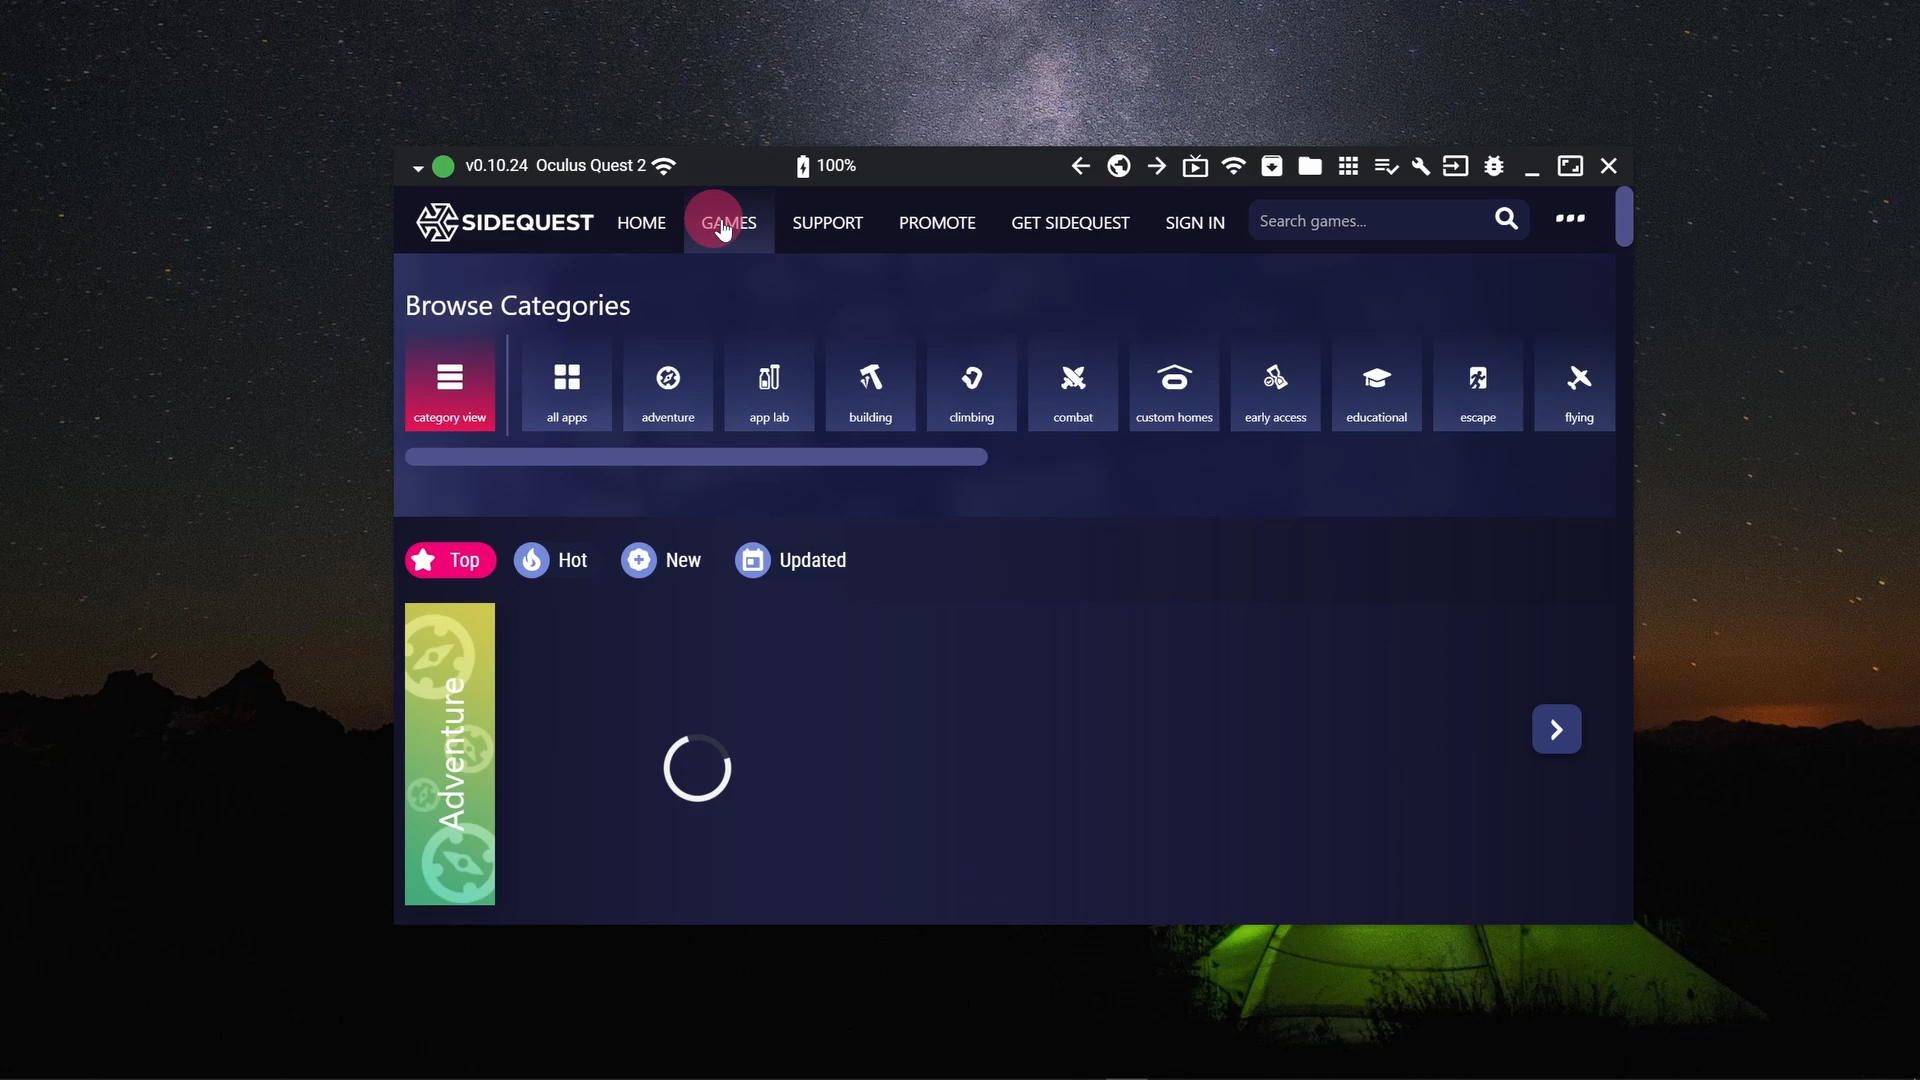 v0.10.24 Oculus Quest 2 100%
SIDEQUEST HOME GAMES SUPPORT PROMOTE GET SIDEQUEST SIGN IN Search games...
Browse Categories
category view all apps adventure app lab building climbing combat custom homes early access educational escape flying
Top Hot New Updated
Adventure